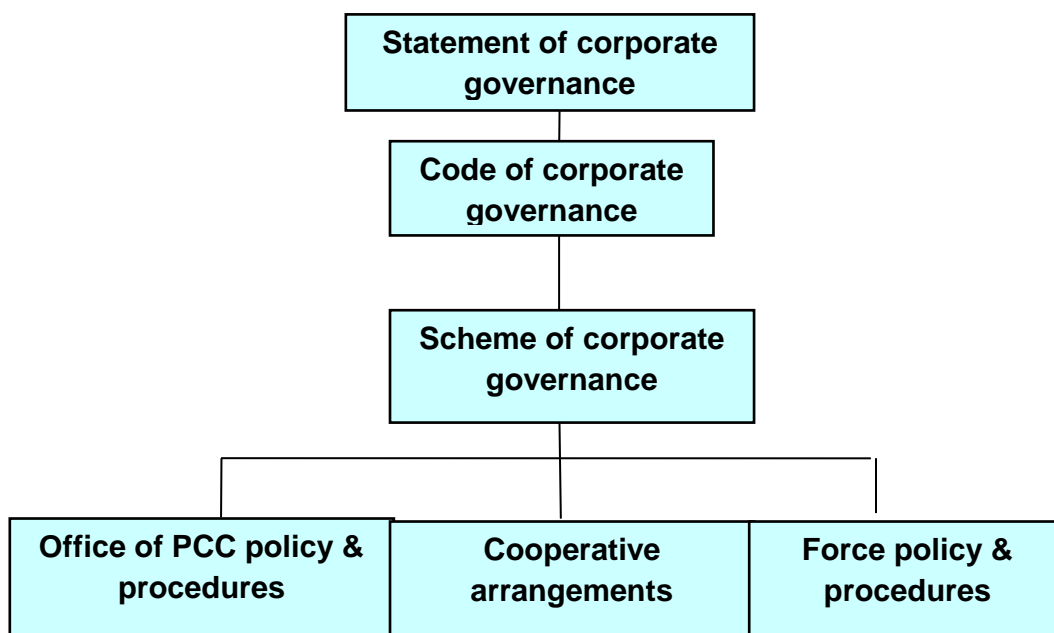 Statement of corporate
governance
Code of corporate
governance
Scheme of corporate
governance
Office of PCC policy &
procedures
Cooperative
arrangements
Force policy &
procedures